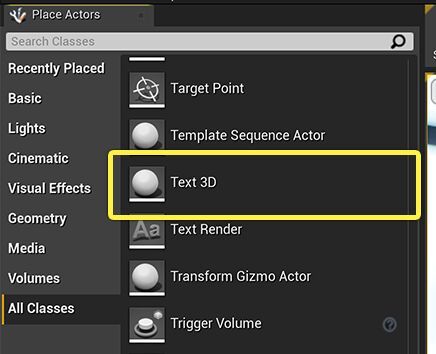 Place Actors
Search Classes
Recently Placed
Basic
Lights
Cinematic
Visual Effects
Geometry
Media
Volumes
All Classes
Target Point
Template Sequence Actor
Text 3D
Aa
Text Render
Transform Gizmo Actor
Trigger Volume
?